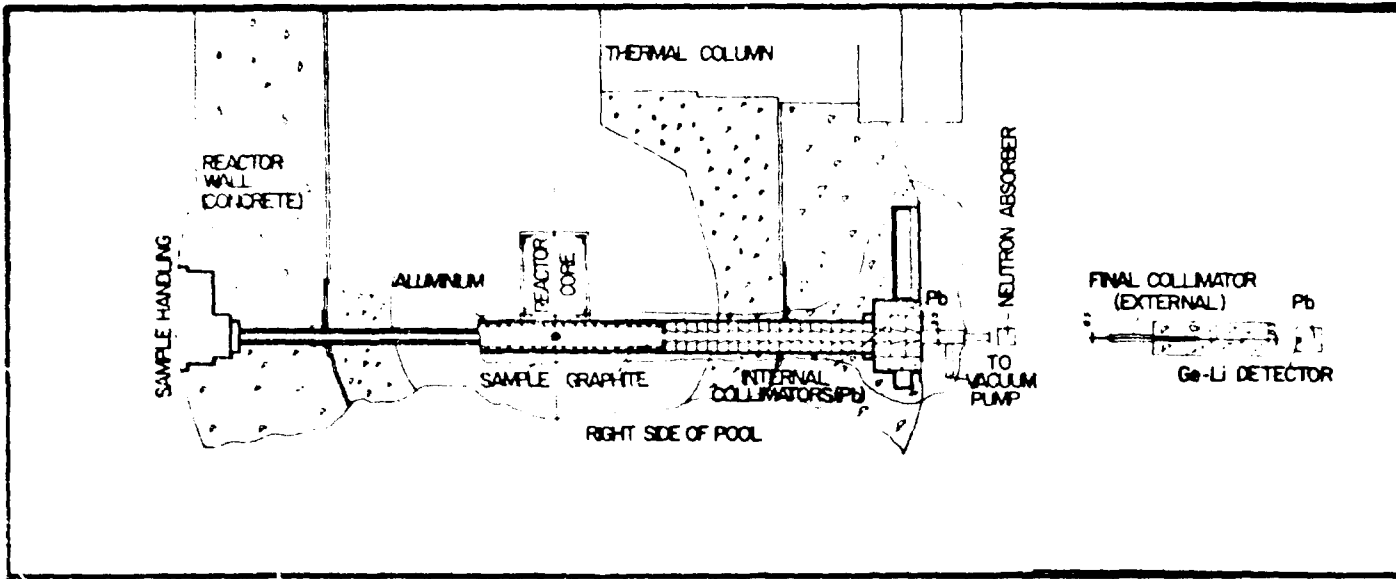 THERMAL COLUMN
REACTOR
WALL
(CONCRETE)
SAMPLE HANDLING
ALUMINIUM
REACTOR
CORE
Pb
NEUTRON ABSORBER
FINAL COLLIMATOR
(EXTERNAL)
Pb
SAMPLE GRAPHITE
INTERNAL
COLLIMATORS(Pb)
TO
VACUUM
PUMP
Ge-Li DETECTOR
RIGHT SIDE OF POOL